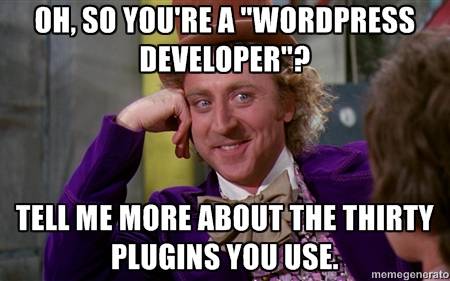 OH, SO YOU'RE A "WORDPRESS
DEVELOPER"?
TELL ME MORE ABOUT THE THIRTY
PLUGINS YOU USE.
memegenerato